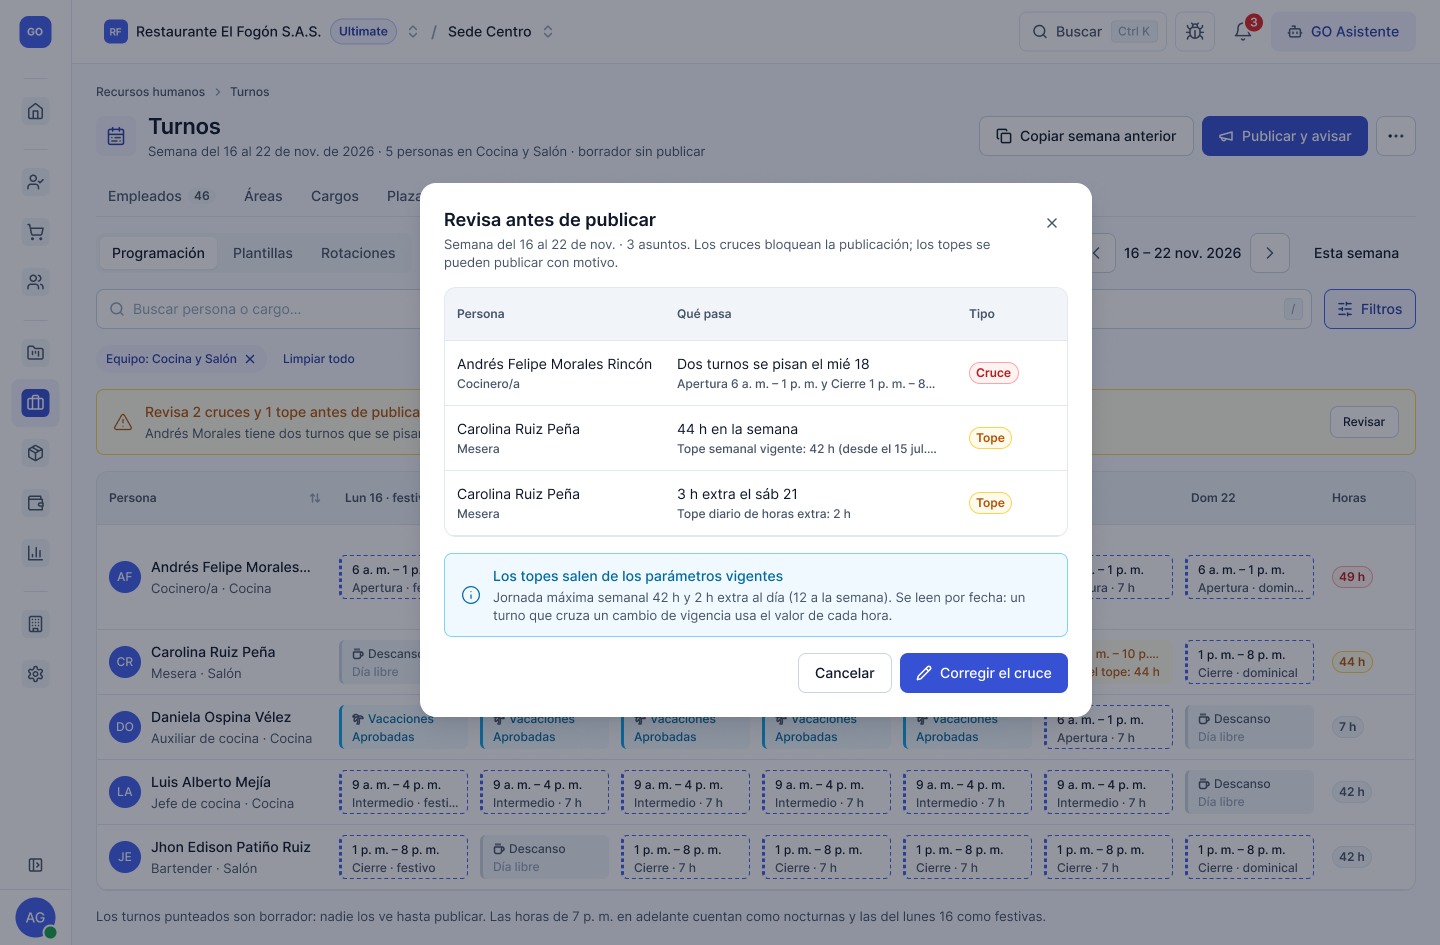 GO
RF Restaurante El Fogón S.A.S. Ultimate / Sede Centro
Buscar Ctrl K
3
GO Asistente
Recursos humanos > Turnos
Turnos
Semana del 16 al 22 de nov. de 2026 · 5 personas en Cocina y Salón · borrador sin publicar
Copiar semana anterior
Publicar y avisar
Empleados 46 Áreas Cargos
Programación Plantillas Rotaciones
16 – 22 nov. 2026 Esta semana
Buscar persona o cargo... /
Filtros
Equipo: Cocina y Salón Limpiar todo
Revisa 2 cruces y 1 tope antes de
Andrés Morales tiene dos turnos que se
Revisar
Persona Lun 16 · Dom 22 Horas
AF Andrés Felipe Morales...
Cocinero/a · Cocina
6 a. m. – 1
Apertura ·
– 1 p. m.
· 7 h
6 a. m. – 1 p. m.
Apertura · domin...
49 h
CR Carolina Ruiz Peña
Mesera · Salón
Día libre
m. – 10 p....
el tope: 44 h
1 p. m. – 8 p. m.
Cierre · dominical
44 h
DO Daniela Ospina Vélez
Auxiliar de cocina · Cocina
Vacaciones
Aprobadas
Vacaciones
Aprobadas
Vacaciones
Aprobadas
Vacaciones
Aprobadas
Vacaciones
Aprobadas
6 a. m. – 1 p. m.
Apertura · 7 h
Descanso
Día libre
7 h
LA Luis Alberto Mejía
Jefe de cocina · Cocina
9 a. m. – 4 p. m.
Intermedio · festi...
9 a. m. – 4 p. m.
Intermedio · 7 h
9 a. m. – 4 p. m.
Intermedio · 7 h
9 a. m. – 4 p. m.
Intermedio · 7 h
9 a. m. – 4 p. m.
Intermedio · 7 h
9 a. m. – 4 p. m.
Intermedio · 7 h
Descanso
Día libre
42 h
JE Jhon Edison Patiño Ruiz
Bartender · Salón
1 p. m. – 8 p. m.
Cierre · festivo
Descanso
Día libre
1 p. m. – 8 p. m.
Cierre · 7 h
1 p. m. – 8 p. m.
Cierre · 7 h
1 p. m. – 8 p. m.
Cierre · 7 h
1 p. m. – 8 p. m.
Cierre · 7 h
1 p. m. – 8 p. m.
Cierre · dominical
42 h
Los turnos punteados son borrador: nadie los ve hasta publicar. Las horas de 7 p. m. en adelante cuentan como nocturnas y las del lunes 16 como festivas.
AG
Revisa antes de publicar
Semana del 16 al 22 de nov. · 3 asuntos. Los cruces bloquean la publicación; los topes se
pueden publicar con motivo.
Persona Qué pasa Tipo
Andrés Felipe Morales Rincón
Cocinero/a
Dos turnos se pisan el mié 18
Apertura 6 a. m. – 1 p. m. y Cierre 1 p. m. – 8...
Cruce
Carolina Ruiz Peña
Mesera
44 h en la semana
Tope semanal vigente: 42 h (desde el 15 jul....
Tope
Carolina Ruiz Peña
Mesera
3 h extra el sáb 21
Tope diario de horas extra: 2 h
Tope
Los topes salen de los parámetros vigentes
Jornada máxima semanal 42 h y 2 h extra al día (12 a la semana). Se leen por fecha: un
turno que cruza un cambio de vigencia usa el valor de cada hora.
Cancelar
Corregir el cruce